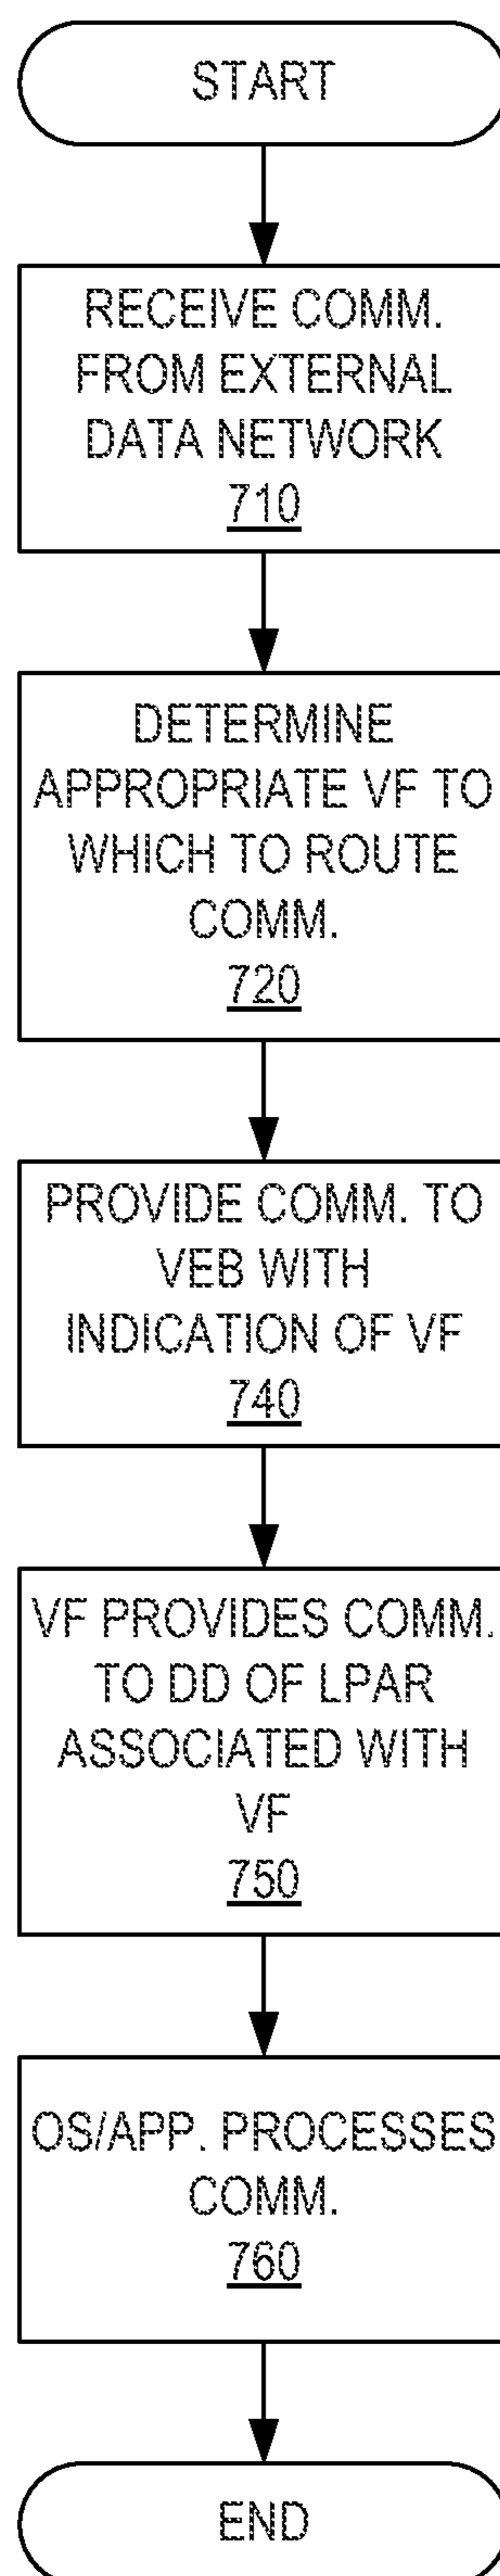 START
RECEIVE COMM.
FROM EXTERNAL
DATA NETWORK
710
DETERMINE
APPROPRIATE VF TO
WHICH TO ROUTE
COMM.
720
PROVIDE COMM. TO
VEB WITH
INDICATION OF VF
740
VF PROVIDES COMM.
TO DD OF LPAR
ASSOCIATED WITH
VF
750
OS/APP. PROCESSES
COMM.
760
END